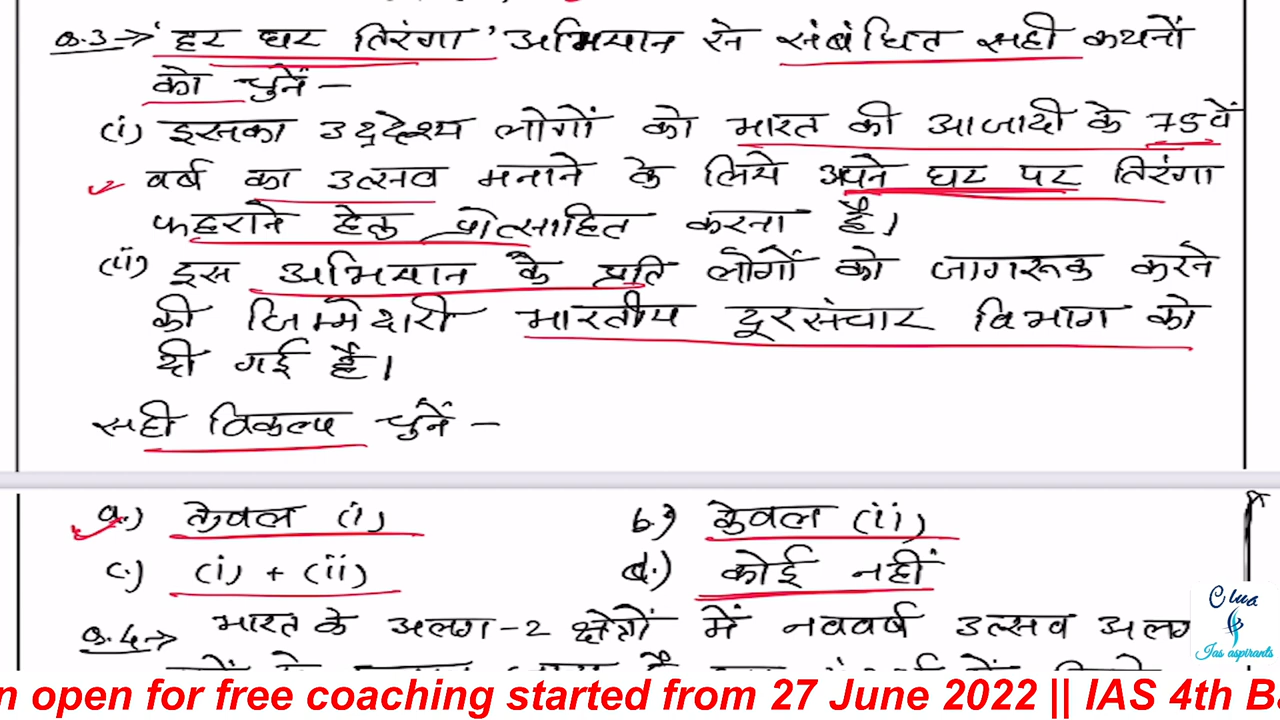 Q.3→ 'हर घर तिरंगा' अभियान से संबंधित सही कथनों
को चुनें –
(i) इसका उद्देश्य लोगों को भारत की आजादी के 75वें
वर्ष का उत्सव मनाने के लिये अपने घर पर तिरंगा
फहराने हेतु प्रोत्साहित करना है।
(ii) इस अभियान के प्रति लोगों को जागरूक करने
की जिम्मेदारी भारतीय दूरसंचार विभाग को
दी गई है।
सही विकल्प चुनें –
a.) केवल (i) b.) केवल (ii)
c.) (i) + (ii) d.) कोई नहीं
Q.4→ भारत के अलग-2 क्षेत्रों में नववर्ष उत्सव अलग
Clue
Ias aspirants
n open for free coaching started from 27 June 2022 || IAS 4th Ba